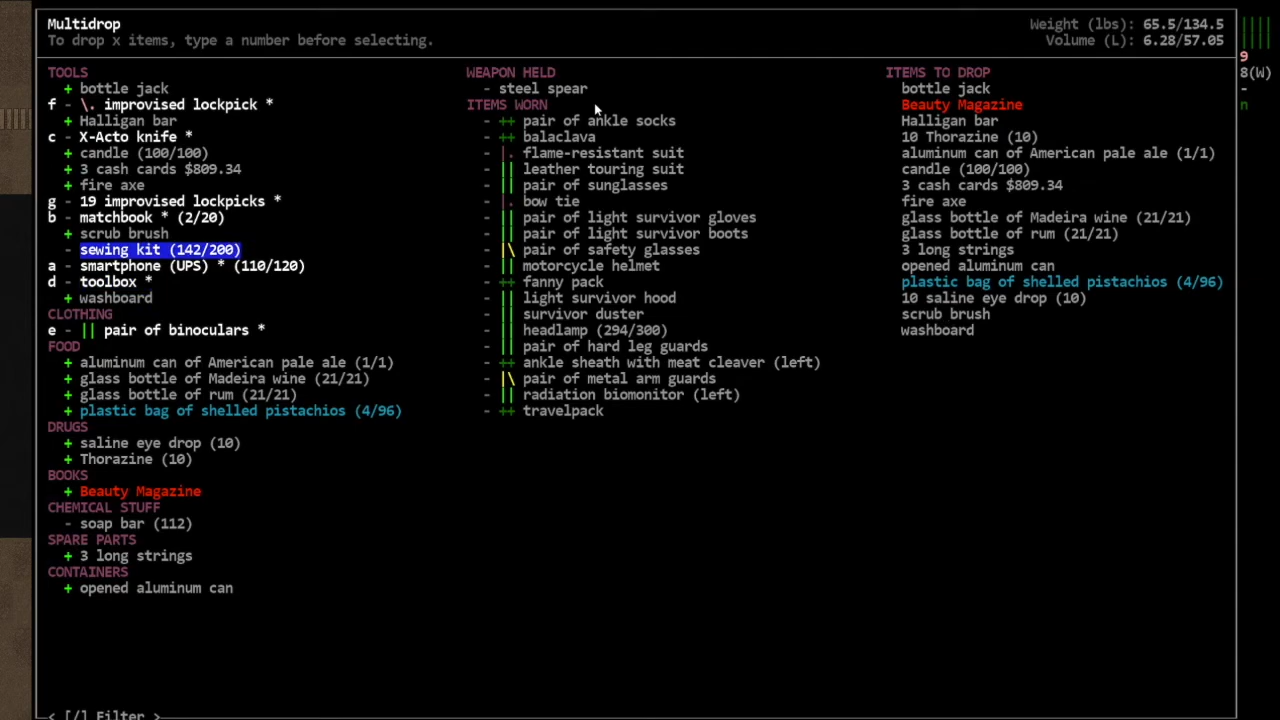 Multidrop
To drop x items, type a number before selecting.
Weight (lbs): 65.5/134.5
Volume (L): 6.28/57.05
TOOLS
+ bottle jack
f - \. improvised lockpick *
+ Halligan bar
c - X-Acto knife *
+ candle (100/100)
+ 3 cash cards $809.34
+ fire axe
g - 19 improvised lockpicks *
b - matchbook * (2/20)
+ scrub brush
- sewing kit (142/200)
a - smartphone (UPS) * (110/120)
d - toolbox *
+ washboard
CLOTHING
e - || pair of binoculars *
FOOD
+ aluminum can of American pale ale (1/1)
+ glass bottle of Madeira wine (21/21)
+ glass bottle of rum (21/21)
+ plastic bag of shelled pistachios (4/96)
DRUGS
+ saline eye drop (10)
+ Thorazine (10)
BOOKS
+ Beauty Magazine
CHEMICAL STUFF
- soap bar (112)
SPARE PARTS
+ 3 long strings
CONTAINERS
+ opened aluminum can
WEAPON HELD
- steel spear
ITEMS WORN
- ++ pair of ankle socks
- ++ balaclava
- |. flame-resistant suit
- || leather touring suit
- || pair of sunglasses
- |. bow tie
- || pair of light survivor gloves
- || pair of light survivor boots
- |\ pair of safety glasses
- || motorcycle helmet
- ++ fanny pack
- || light survivor hood
- || survivor duster
- || headlamp (294/300)
- || pair of hard leg guards
- ++ ankle sheath with meat cleaver (left)
- |\ pair of metal arm guards
- || radiation biomonitor (left)
- ++ travelpack
ITEMS TO DROP
bottle jack
Beauty Magazine
Halligan bar
10 Thorazine (10)
aluminum can of American pale ale (1/1)
candle (100/100)
3 cash cards $809.34
fire axe
glass bottle of Madeira wine (21/21)
glass bottle of rum (21/21)
3 long strings
opened aluminum can
plastic bag of shelled pistachios (4/96)
10 saline eye drop (10)
scrub brush
washboard
||||
9
8(W)
-
n
< [/] Filter >